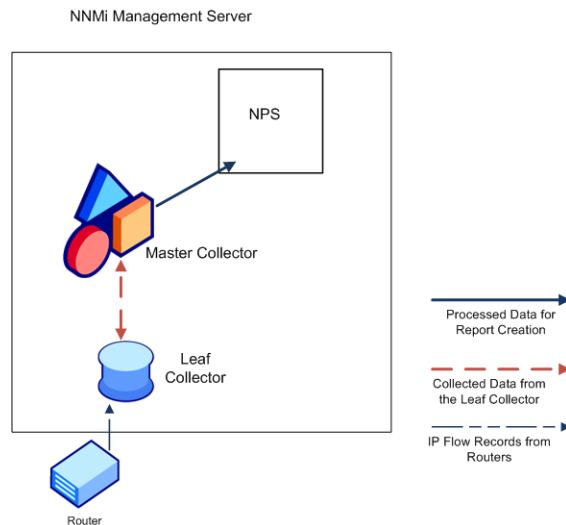 NNMi Management Server
NPS
Master Collector
Leaf
Collector
Router
Processed Data for
Report Creation
Collected Data from
the Leaf Collector
IP Flow Records from
Routers